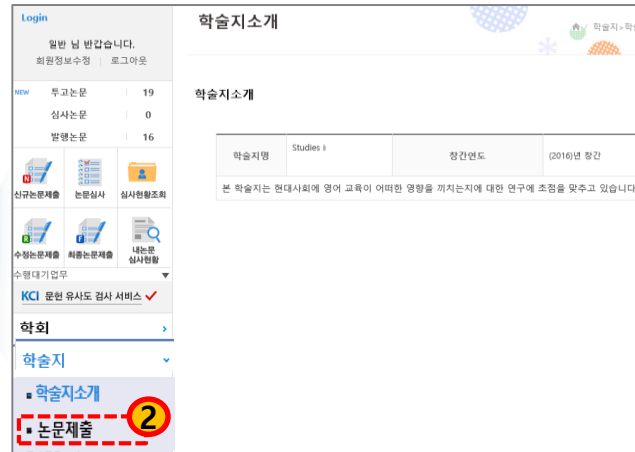 Login
일반 님 반갑습니다.
회원정보수정 | 로그아웃
NEW 투고논문 19
심사논문 0
발행논문 16
신규논문제출 논문심사 심사현황조회
수정논문제출 최종논문제출 내논문
심사현황
수행대기업무 ▼
KCI 문헌 유사도 검사 서비스
학회
학술지
학술지소개
논문제출
2
학술지소개
학술지>학술
학술지소개
학술지명 Studies 창간연도 (2016)년 창간
본 학술지는 현대사회에 영어 교육이 어떠한 영향을 끼치는지에 대한 연구에 초점을 맞추고 있습니다